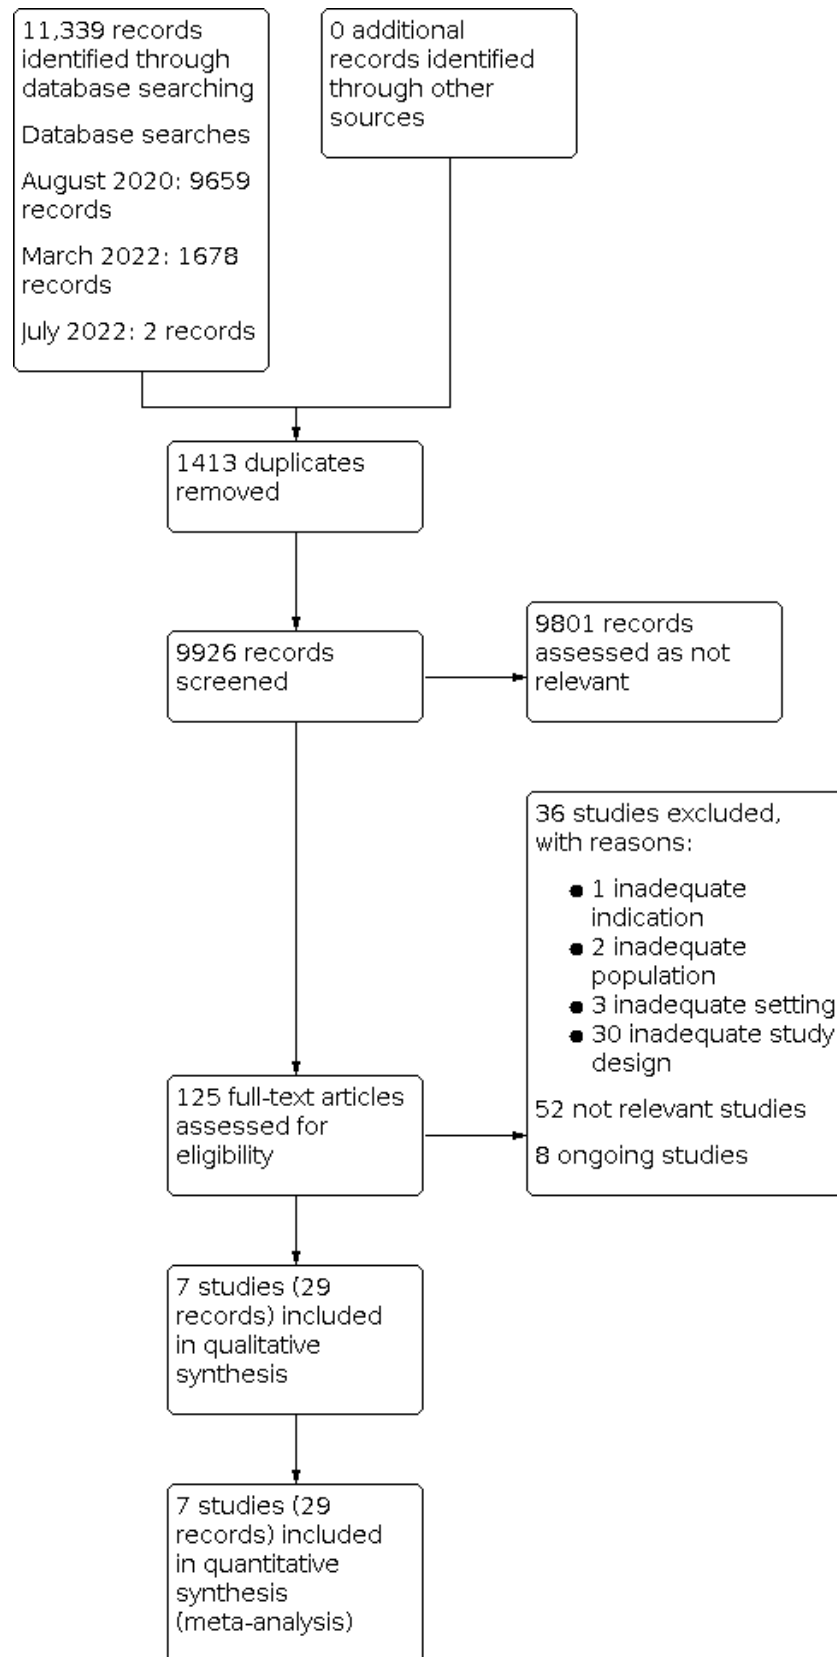 11,339 records
identified through
database searching
Database searches
August 2020: 9659
records
March 2022: 1678
records
July 2022: 2 records
0 additional
records identified
through other
sources
1413 duplicates
removed
9926 records
screened
9801 records
assessed as not
relevant
36 studies excluded,
with reasons:
● 1 inadequate
indication
● 2 inadequate
population
● 3 inadequate setting
● 30 inadequate study
design
52 not relevant studies
8 ongoing studies
125 full-text articles
assessed for
eligibility
7 studies (29
records) included
in qualitative
synthesis
7 studies (29
records) included
in quantitative
synthesis
(meta-analysis)